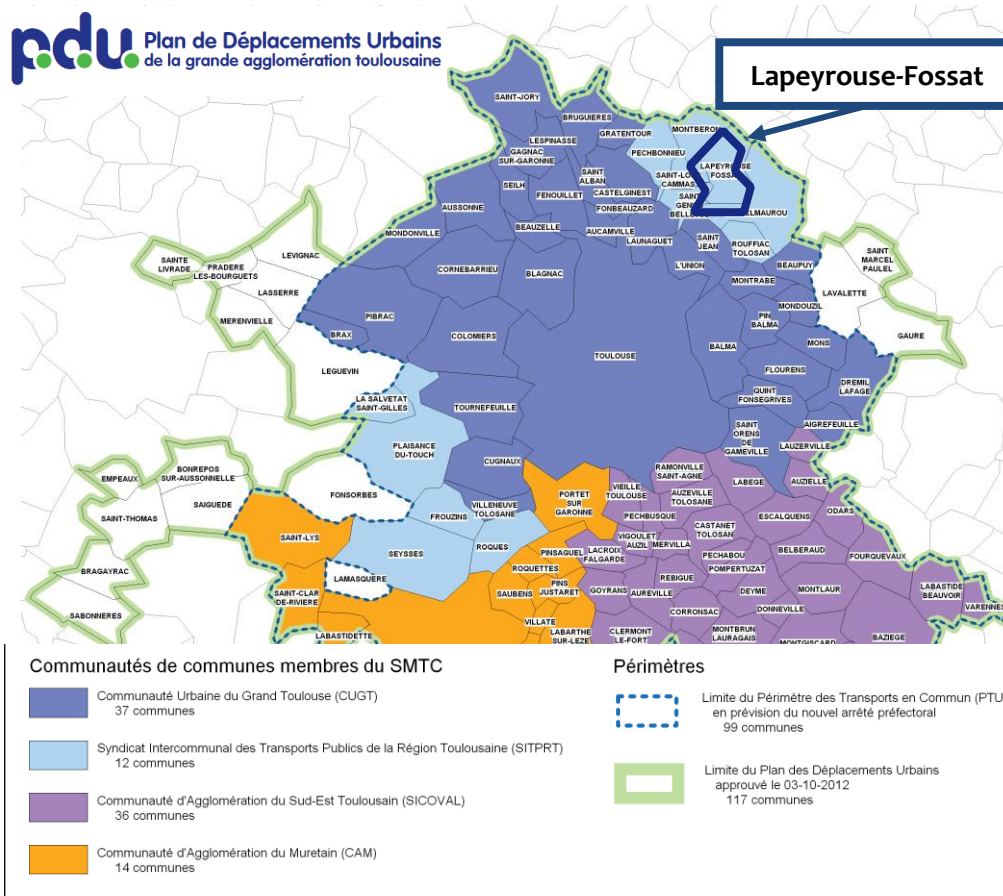 p.d.u. Plan de Déplacements Urbains
de la grande agglomération toulousaine
Lapeyrouse-Fossat
SAINT-JORY
BRUGUIERES
GRATENTOUR
MONTBERON
LESPINASSE
PECHBONNIEU
GAGNAC
SUR-GARONNE
LAPEYROUSE
FOSSAT
SAINT
ALBAN
SAINT-LOU
CAMMAS
SEILH
FENOUILLET
CASTELGINEST
SAINT
GEN
BELLE
ELMAUROU
AUSSONNE
FONBEAUZARD
MONDONVILLE
BEAUZELLE
AUCAMVILLE
LAUNAGUET
SAINT
JEAN
ROUFFIAC
TOLOSAN
SAINT
MARCEL
PAULEL
SAINTE
LIVRADE
PRADERE
LES-BOURGUETS
LEVIGNAC
CORNEBARRIEU
BLAGNAC
L'UNION
BEAUPUY
MONTRABE
LASSERRE
LAVALETTE
MERENVIELLE
PIBRAC
MONDOUZIL
PIN
BALMA
BRAX
COLOMIERS
GAURE
BALMA
MONS
TOULOUSE
LEGUEVIN
FLOURENS
DREMIL
LAFAGE
LA SALVETAT
SAINT-GILLES
TOURNEFEUILLE
QUINT
FONSEGRIVES
AIGREFEUILLE
SAINT
ORENS
DE
GAMEVILLE
PLAISANCE
DU-TOUCH
LAUZERVILLE
CUGNAUX
BONREPOS
SUR-AUSSONNELLE
RAMONVILLE
SAINT-AGNE
EMPEAUX
LABEGE
AUZIELLE
FONSORBES
PORTET
SUR
GARONNE
VIEILLE
TOULOUSE
AUZEVILLE
TOLOSANE
SAIGUEDE
VILLENEUVE
TOLOSANE
ODARS
SAINT-THOMAS
FROUZINS
PECHBUSQUE
ESCALQUENS
CASTANET
TOLOSAN
SAINT-LYS
VIGOULET
AUZIL
MERVILLA
ROQUES
SEYSSES
PINSAGUEL
LACROIX
FALGARDE
BELBERAUD
FOURQUEVAUX
PECHABOU
BRAGAYRAC
LAMASQUERE
ROQUETTES
POMPERTUZAT
REBIGUE
SAINT-CLAR
DE-RIVIERE
SAUBENS
PINS
JUSTARET
GOYRANS
AUREVILLE
DEYME
MONTLAUR
LABASTIDE
BEAUVOIR
VARENNES
SABONNERES
CORRONSAC
DONNEVILLE
VILLATE
LABASTIDETTE
LABARTHE
SUR-LEZE
CLERMONT
LE-FORT
MONTBRUN
LAURAGAIS
MONTGISCARD
BAZIEGE
Communautés de communes membres du SMTC
Communauté Urbaine du Grand Toulouse (CUGT)
37 communes
Syndicat Intercommunal des Transports Publics de la Région Toulousaine (SITPRT)
12 communes
Communauté d'Agglomération du Sud-Est Toulousain (SICOVAL)
36 communes
Communauté d'Agglomération du Muretain (CAM)
14 communes
Périmètres
Limite du Périmètre des Transports en Commun (PTU
en prévision du nouvel arrêté préfectoral
99 communes
Limite du Plan des Déplacements Urbains
approuvé le 03-10-2012
117 communes